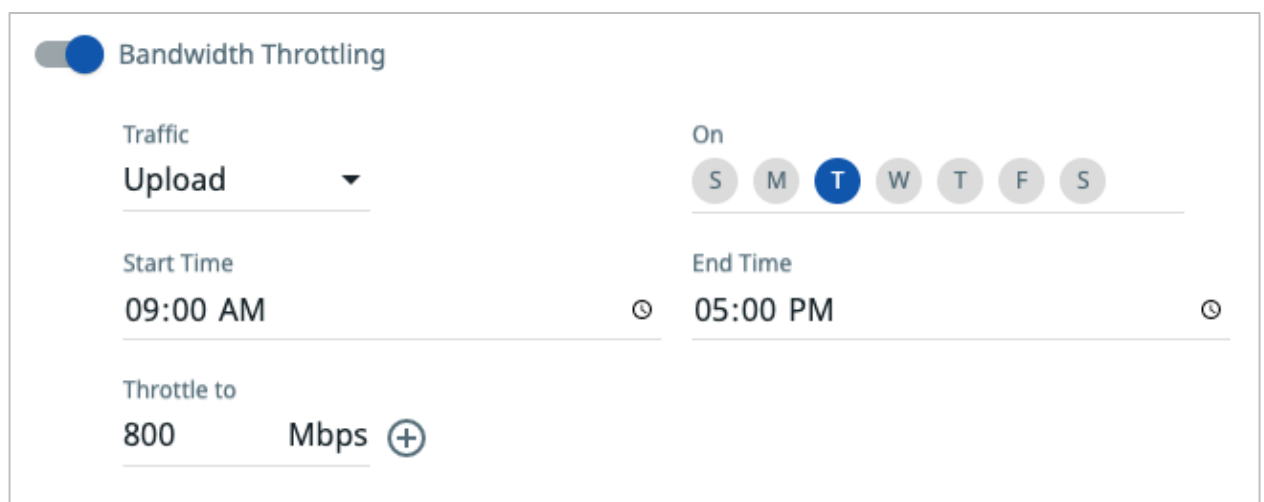 Bandwidth Throttling
Traffic
On
Upload
S M T W T F S
Start Time
End Time
09:00 AM
05:00 PM
Throttle to
800 Mbps